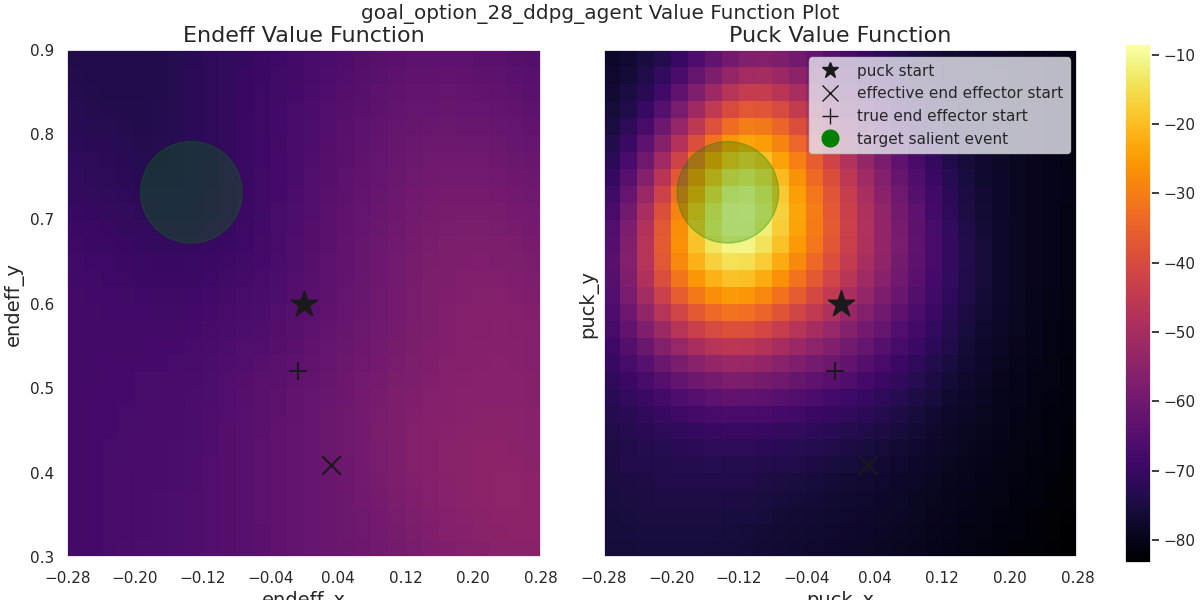 goal_option_28_ddpg_agent Value Function Plot
Endeff Value Function
Puck Value Function
0.9
0.8
0.7
0.6
0.5
0.4
0.3
endeff_y
−0.28 −0.20 −0.12 −0.04 0.04 0.12 0.20 0.28
endeff_x
puck_y
puck start
effective end effector start
true end effector start
target salient event
−0.28 −0.20 −0.12 −0.04 0.04 0.12 0.20 0.28
puck_x
−10
−20
−30
−40
−50
−60
−70
−80